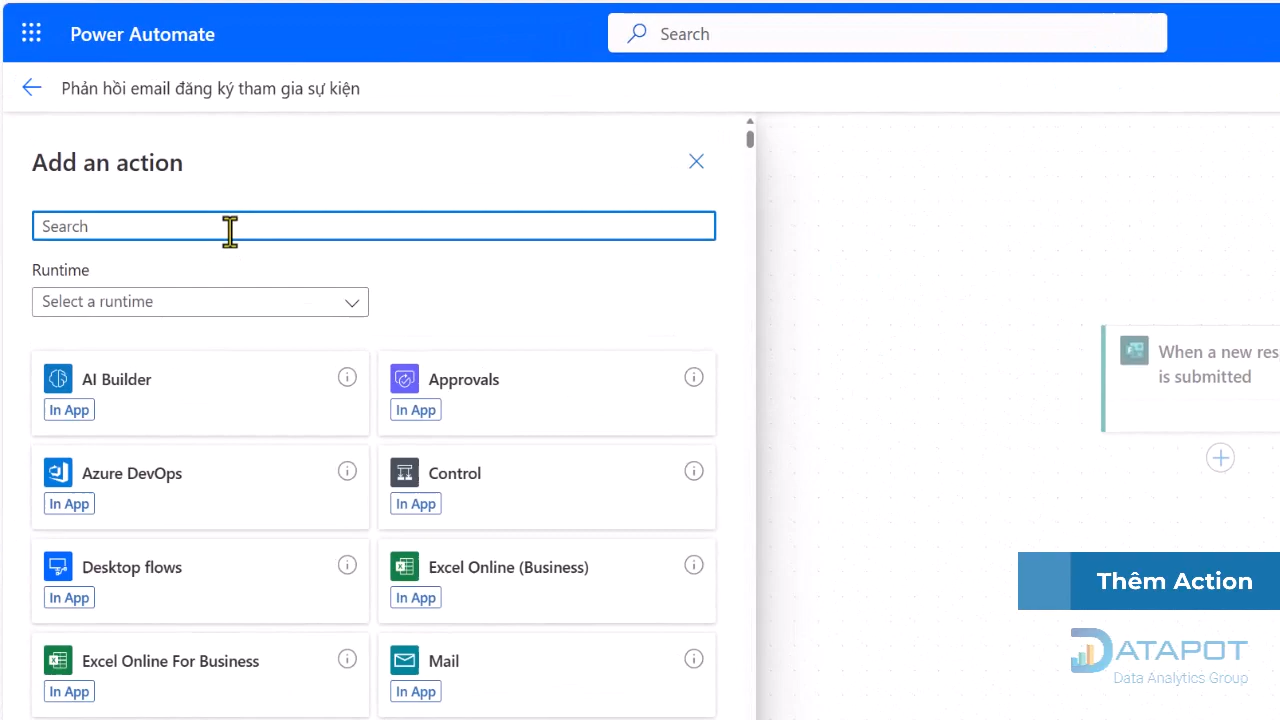 Power Automate
Search
Phản hồi email đăng ký tham gia sự kiện
Add an action
Search
Runtime
Select a runtime
AI Builder
In App
Approvals
In App
Azure DevOps
In App
Control
In App
Desktop flows
In App
Excel Online (Business)
In App
Excel Online For Business
In App
Mail
In App
When a new res
is submitted
Thêm Action
DATAPOT
Data Analytics Group